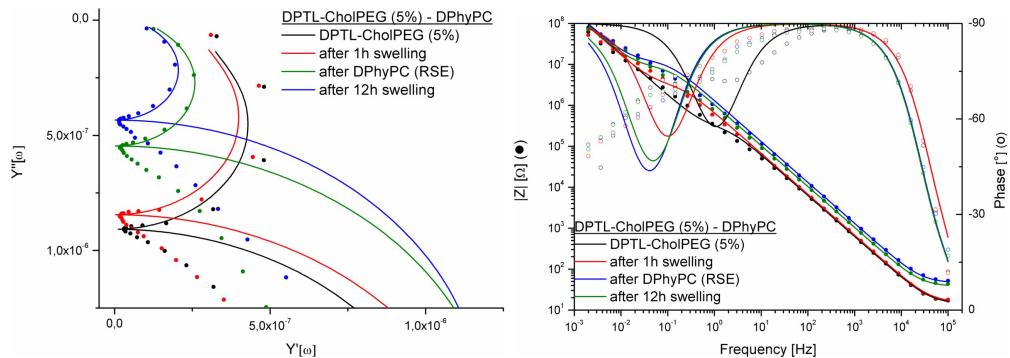 DPTL-CholPEG (5%) - DPhyPC
DPTL-CholPEG (5%)
after 1h swelling
after DPhyPC (RSE)
after 12h swelling
0,0
5,0x10⁻⁷
1,0x10⁻⁶
Y''[ω]
0,0
5,0x10⁻⁷
1,0x10⁻⁶
Y'[ω]
10⁸
10⁷
10⁶
10⁵
10⁴
10³
10²
10¹
|Z| [Ω] (●)
DPTL-CholPEG (5%) - DPhyPC
DPTL-CholPEG (5%)
after 1h swelling
after DPhyPC (RSE)
after 12h swelling
-90
-60
-30
0
Phase [°] (o)
10⁻³ 10⁻² 10⁻¹ 10⁰ 10¹ 10² 10³ 10⁴ 10⁵
Frequency [Hz]